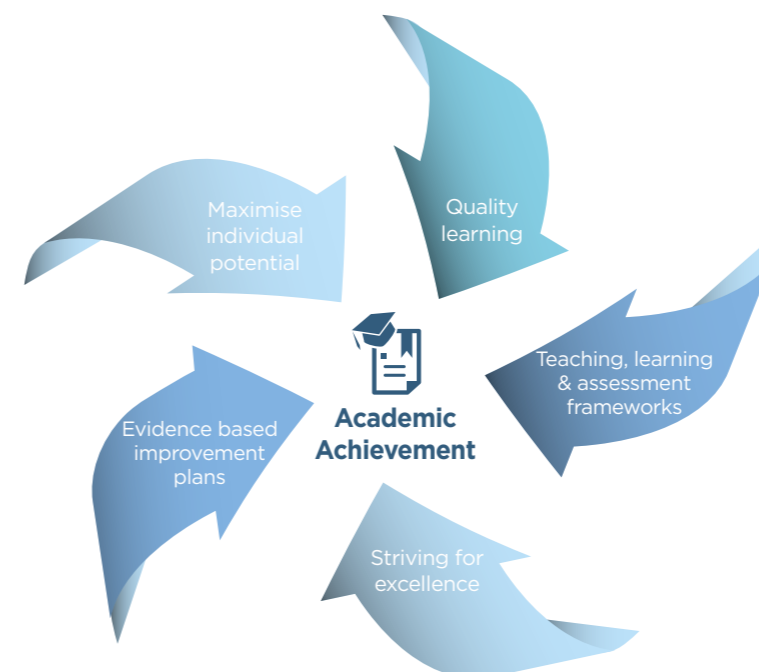 Maximise
individual
potential
Quality
learning
Teaching, learning
& assessment
frameworks
Academic
Achievement
Evidence based
improvement
plans
Striving for
excellence